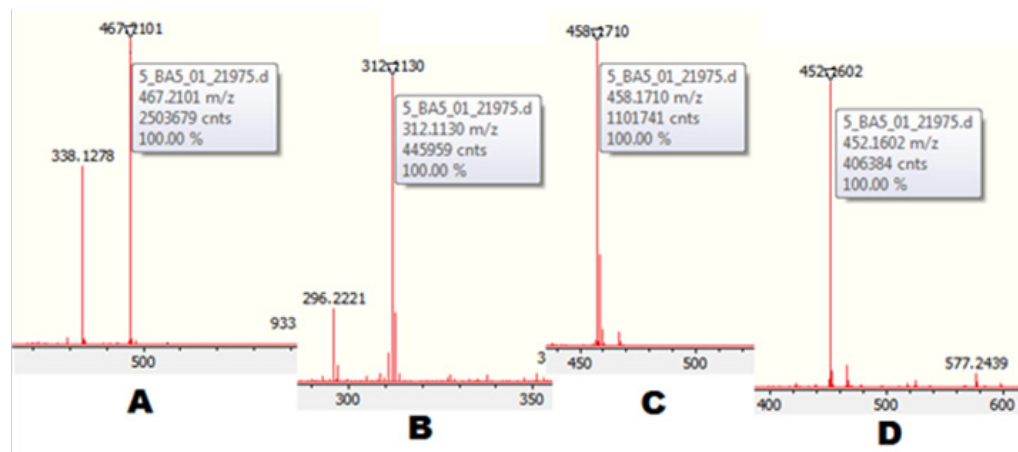 467.2101
5_BA5_01_21975.d
467.2101 m/z
2503679 cnts
100.00 %
338.1278
933
500
A
312.1130
5_BA5_01_21975.d
312.1130 m/z
445959 cnts
100.00 %
296.2221
3
300
350
B
458.1710
5_BA5_01_21975.d
458.1710 m/z
1101741 cnts
100.00 %
450
500
C
452.1602
5_BA5_01_21975.d
452.1602 m/z
406384 cnts
100.00 %
577.2439
400
500
600
D